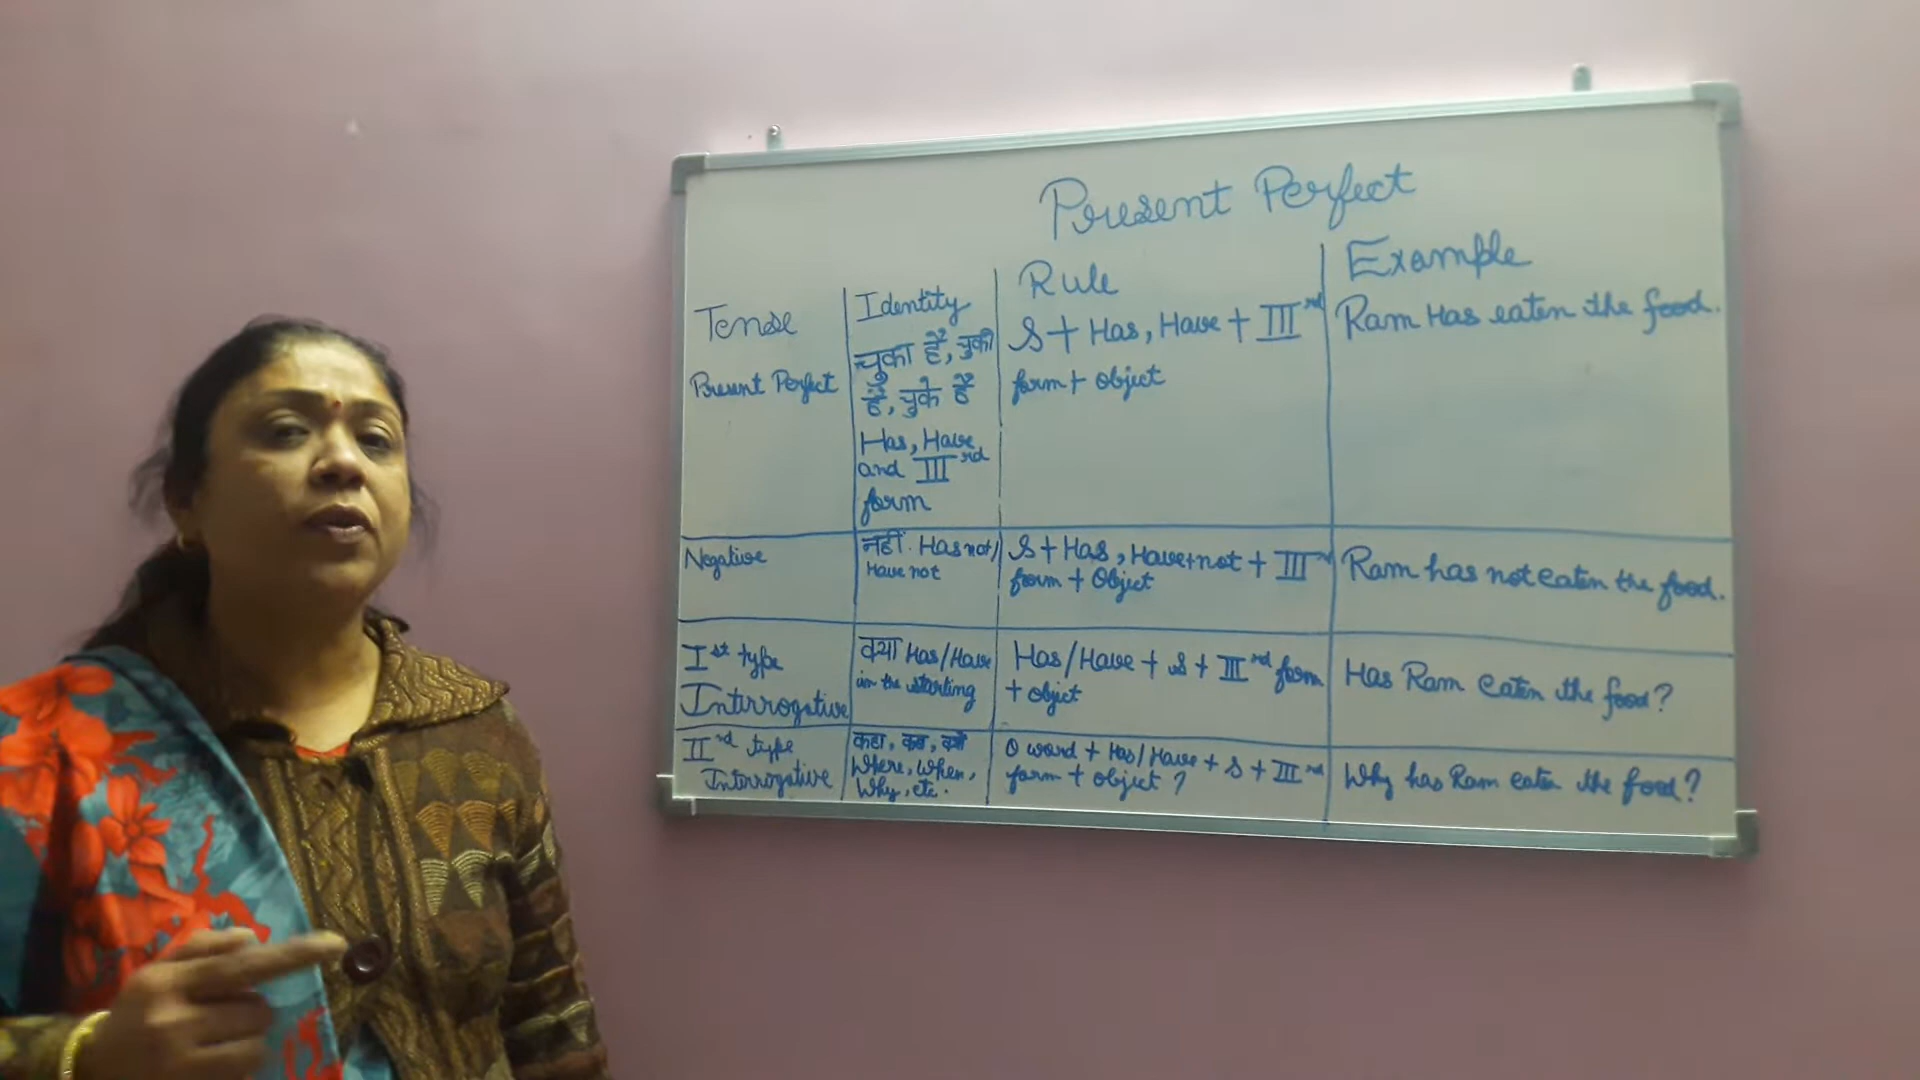 Present Perfect
Tense
Identity
Rule
Example
Present Perfect
चुका है, चुकी
है, चुके हैं
Has, Have
and III rd
form
S + Has, Have + III rd
form + object
Ram Has eaten the food.
Negative
नहीं. Has not/
Have not
S + Has, Have+not + III rd
form + Object
Ram has not eaten the food.
I st type
Intirrogative
क्या Has/Have
in the starting
Has/Have + S + III rd form
+ object
Has Ram eaten the food?
II nd type
Interrogative
कहा, कब, क्यों
Where, When,
Why, etc.
Q word + Has/Have + S + III rd
form + object ?
Why has Ram eaten the food?